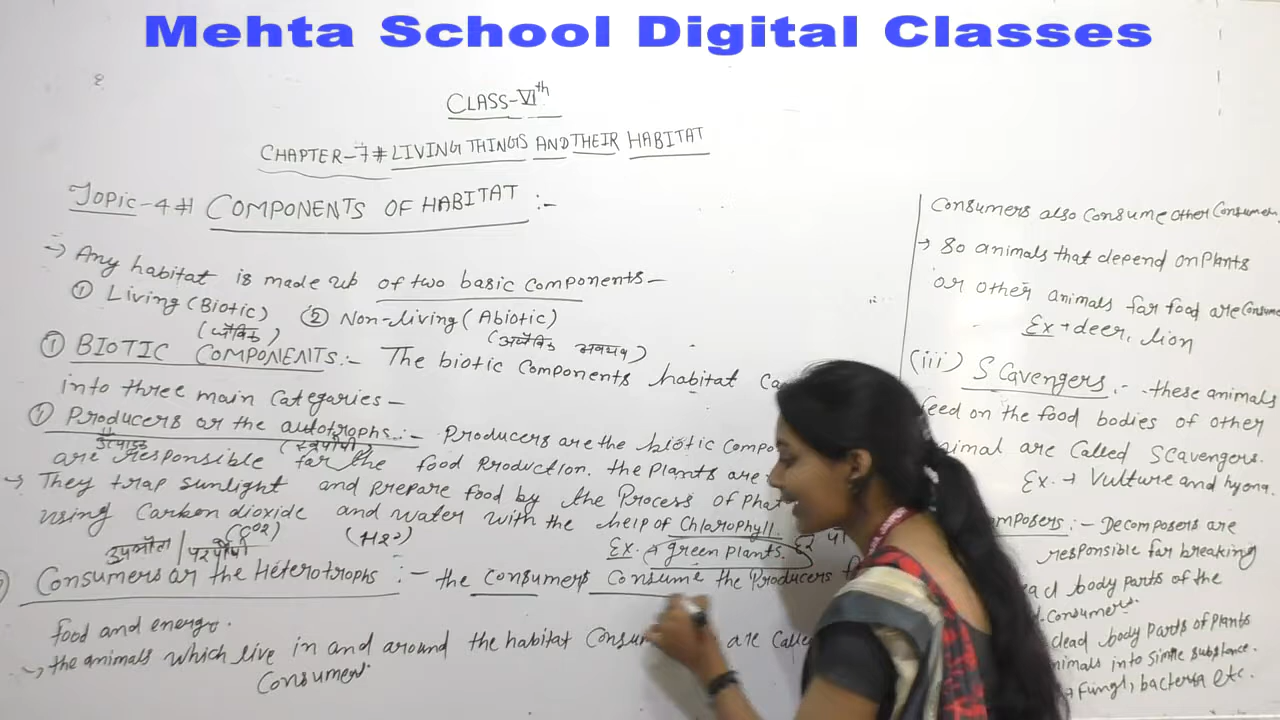 Mehta School Digital Classes
CLASS-VIth
CHAPTER-7 # LIVING THINGS AND THEIR HABITAT
Topic-4 # COMPONENTS OF HABITAT :-
→ Any habitat is made up of two basic components-
① Living (Biotic) ② Non-living (Abiotic)
(जैविक) (अजैविक अवयव)
① BIOTIC COMPONENTS:- The biotic Components habitat
into three main Categaries-
① Producers or the autotrophs :- Producers are the biotic
उत्पादक (स्वपोषी)
are responsible for the food Production. the Plants are
→ They trap sunlight and prepare food by the Process of
using Carbon dioxide and water with the help of Chlorophyll.
(CO2) (H20)
Ex. → green plants.
उपभोक्ता / परपोषी
Consumers or the Heterotrophs :- the Consumers Consume the Producers
food and energy.
→ the animals which live in and around the habitat are
Consumers
Consumers also Consume other Consumers
→ So animals that depend on Plants
or other animals for food are
Ex → deer, lion
(iii) Scavengers :- these animals
feed on the food bodies of other
are Called Scavengers.
Ex. → Vulture and hyena.
:- Decomposers are
responsible for breaking
body parts of the
Consumers.
dead body parts of Plants
into simple substance.
→ fungi, bacteria etc.